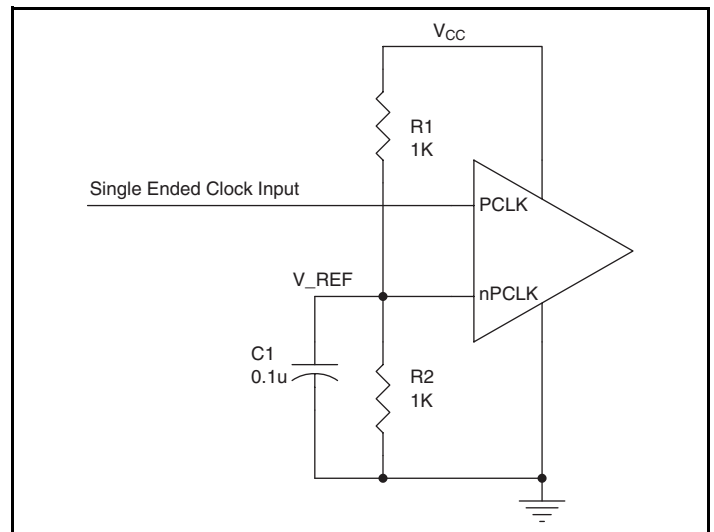 VCC
R1
1K
Single Ended Clock Input
PCLK
V_REF
nPCLK
C1
0.1u
R2
1K